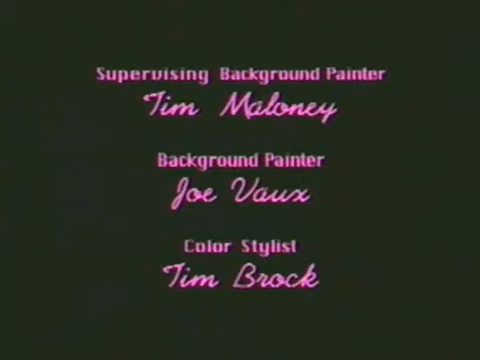 Supervising Background Painter
Tim Maloney
Background Painter
Joe Vaux
Color Stylist
Tim Brock